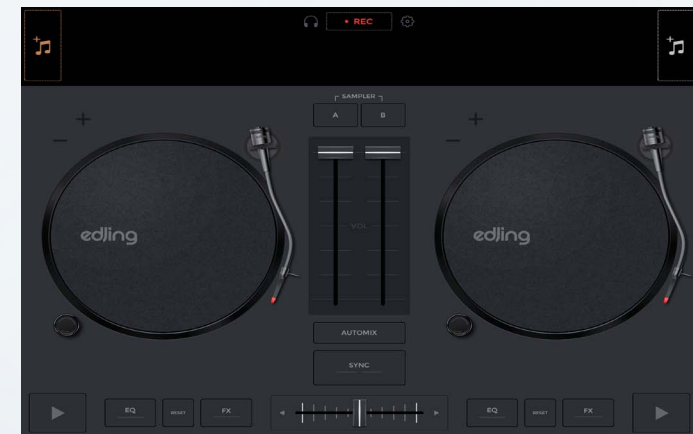 REC
SAMPLER
A B
edjing edjing
VOL
AUTOMIX
SYNC
EQ RESET FX EQ RESET FX